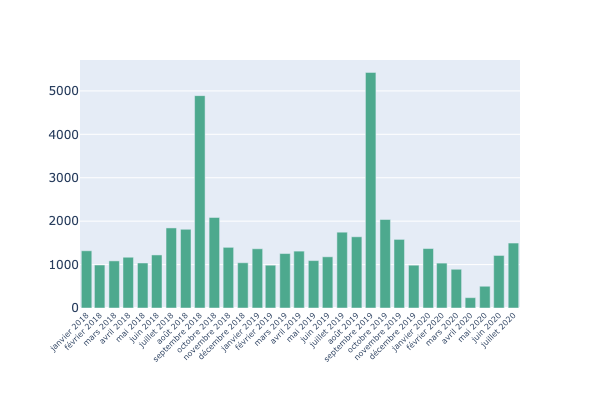 5000
4000
3000
2000
1000
0
janvier 2018
février 2018
mars 2018
avril 2018
mai 2018
juin 2018
juillet 2018
août 2018
septembre 2018
octobre 2018
novembre 2018
décembre 2018
janvier 2019
février 2019
mars 2019
avril 2019
mai 2019
juin 2019
juillet 2019
août 2019
septembre 2019
octobre 2019
novembre 2019
décembre 2019
janvier 2020
février 2020
mars 2020
avril 2020
mai 2020
juin 2020
juillet 2020